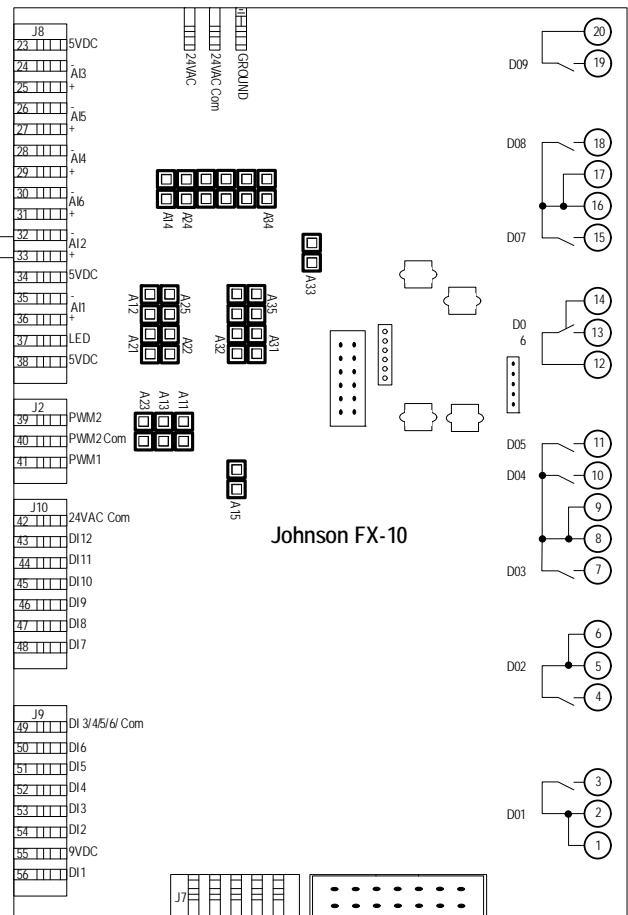 J8
23 5VDC
24 -
AI3
25 +
26 -
AI5
27 +
28 -
AI4
29 +
30 -
AI6
31 +
32 -
AI2
33 +
34 5VDC
35 -
AI1
36 +
37 LED
38 5VDC
J2
39 PWM2
40 PWM2 Com
41 PWM1
J10
42 24VAC Com
43 DI12
44 DI11
45 DI10
46 DI9
47 DI8
48 DI7
J9
49 DI 3/4/5/6/ Com
50 DI6
51 DI5
52 DI4
53 DI3
54 DI2
55 9VDC
56 DI1
24VAC
24VAC Com
GROUND
A14
A24
A34
A33
A12
A25
A35
A21
A22
A32
A31
A23
A13
A11
A15
Johnson FX-10
J7
20
D09
19
D08
18
17
16
D07
15
14
D0
6
13
12
D05
11
D04
10
9
8
D03
7
6
D02
5
4
3
D01
2
1